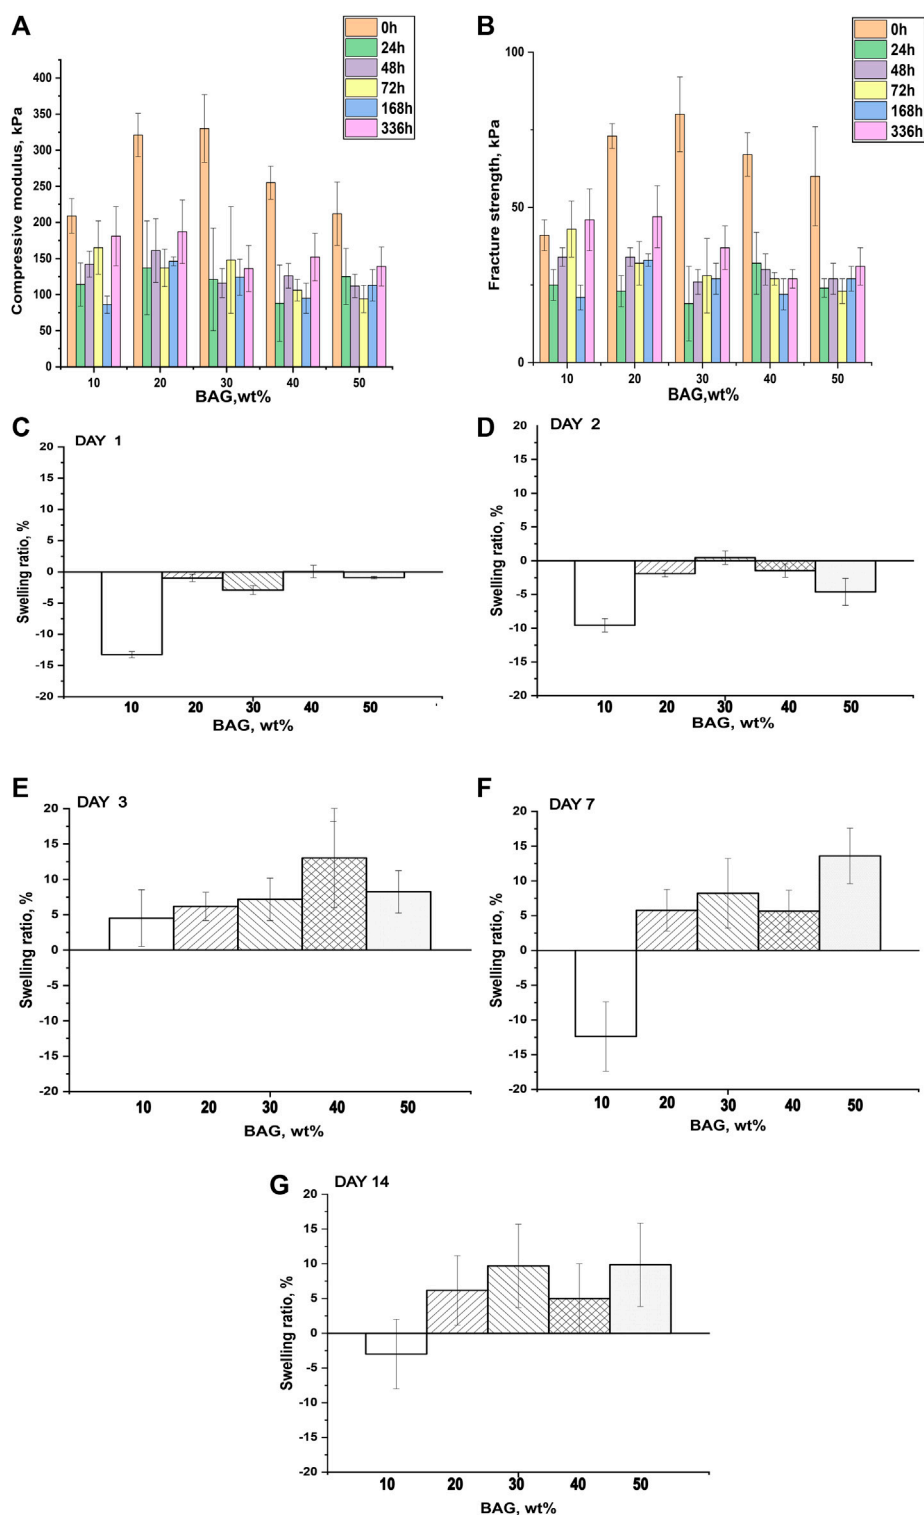 A
0h
24h
48h
72h
168h
336h
Compressive modulus, kPa
400
350
300
250
200
150
100
50
0
10 20 30 40 50
BAG,wt%
B
0h
24h
48h
72h
168h
336h
Fracture strength, kPa
100
50
0
10 20 30 40 50
BAG,wt%
C
DAY 1
Swelling ratio, %
20
15
10
5
0
-5
-10
-15
-20
10 20 30 40 50
BAG, wt%
D
DAY 2
Swelling ratio, %
20
15
10
5
0
-5
-10
-15
-20
10 20 30 40 50
BAG, wt%
E
DAY 3
Swelling ratio, %
20
15
10
5
0
-5
-10
-15
-20
10 20 30 40 50
BAG, wt%
F
DAY 7
Swelling ratio, %
20
15
10
5
0
-5
-10
-15
-20
10 20 30 40 50
BAG, wt%
G
DAY 14
Swelling ratio, %
20
15
10
5
0
-5
-10
-15
-20
10 20 30 40 50
BAG, wt%